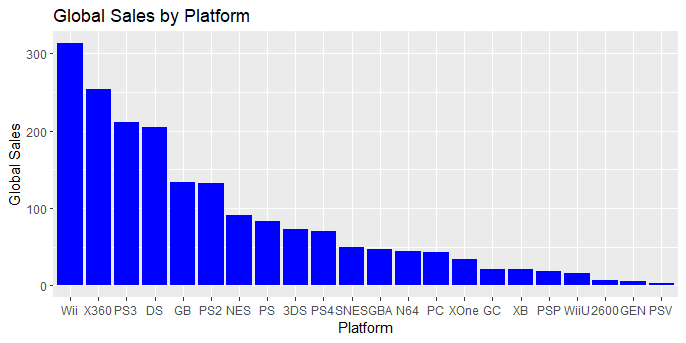 Global Sales by Platform
Global Sales
300
200
100
0
Wii X360 PS3 DS GB PS2 NES PS 3DS PS4 SNES GBA N64 PC XOne GC XB PSP WiiU 2600 GEN PSV
Platform